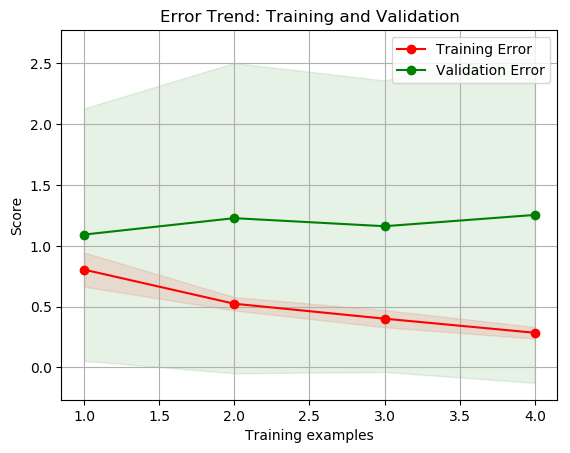 Error Trend: Training and Validation
Training Error
Validation Error
Score
2.5
2.0
1.5
1.0
0.5
0.0
1.0 1.5 2.0 2.5 3.0 3.5 4.0
Training examples